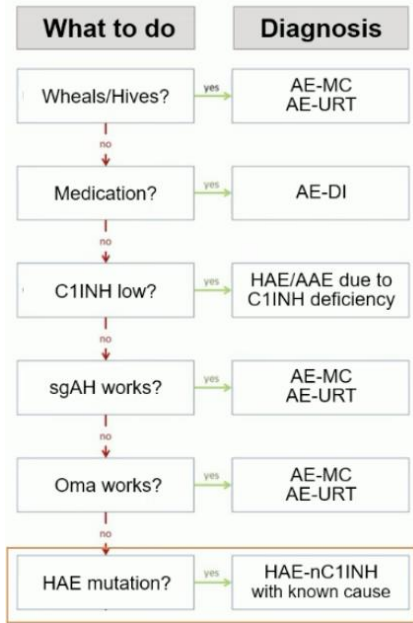 What to do
Diagnosis
Wheals/Hives?
yes
AE-MC
AE-URT
no
Medication?
yes
AE-DI
no
C1INH low?
yes
HAE/AAE due to
C1INH deficiency
no
sgAH works?
yes
AE-MC
AE-URT
no
Oma works?
yes
AE-MC
AE-URT
no
HAE mutation?
yes
HAE-nC1INH
with known cause